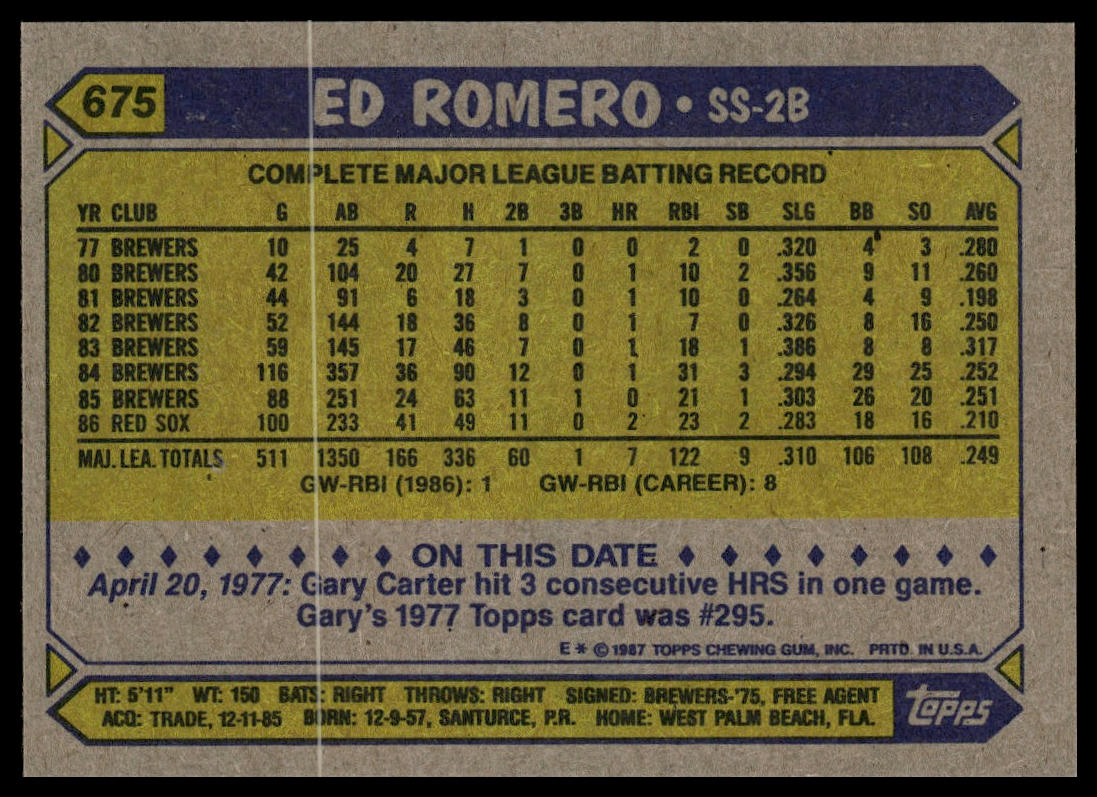 675 ED ROMERO • SS-2B
COMPLETE MAJOR LEAGUE BATTING RECORD
YR CLUB G AB R H 2B 3B HR RBI SB SLG BB SO AVG
77 BREWERS 10 25 4 7 1 0 0 2 0 .320 4 3 .280
80 BREWERS 42 104 20 27 7 0 1 10 2 .356 9 11 .260
81 BREWERS 44 91 6 18 3 0 1 10 0 .264 4 9 .198
82 BREWERS 52 144 18 36 8 0 1 7 0 .326 8 16 .250
83 BREWERS 59 145 17 46 7 0 1 18 1 .386 8 8 .317
84 BREWERS 116 357 36 90 12 0 1 31 3 .294 29 25 .252
85 BREWERS 88 251 24 63 11 1 0 21 1 .303 26 20 .251
86 RED SOX 100 233 41 49 11 0 2 23 2 .283 18 16 .210
MAJ. LEA. TOTALS 511 1350 166 336 60 1 7 122 9 .310 106 108 .249
GW-RBI (1986): 1 GW-RBI (CAREER): 8
ON THIS DATE
April 20, 1977: Gary Carter hit 3 consecutive HRS in one game.
Gary's 1977 Topps card was #295.
E * © 1987 TOPPS CHEWING GUM, INC. PRTD. IN U.S.A.
HT: 5'11" WT: 150 BATS: RIGHT THROWS: RIGHT SIGNED: BREWERS-'75, FREE AGENT
ACQ: TRADE, 12-11-85 BORN: 12-9-57, SANTURCE, P.R. HOME: WEST PALM BEACH, FLA.
Topps